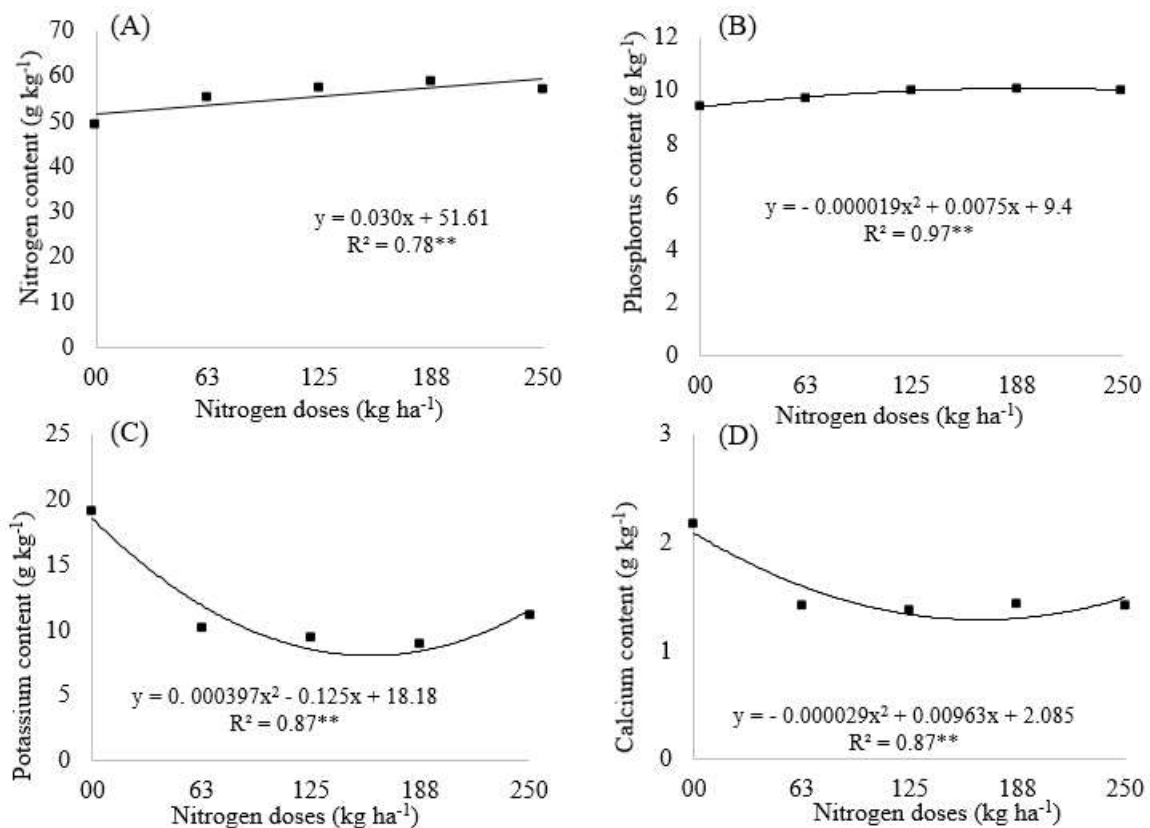 (A)
Nitrogen content (g kg⁻¹)
70
60
50
40
30
20
10
0
y = 0.030x + 51.61
R² = 0.78**
00 63 125 188 250
Nitrogen doses (kg ha⁻¹)
(B)
Phosphorus content (g kg⁻¹)
12
10
8
6
4
2
0
y = - 0.000019x² + 0.0075x + 9.4
R² = 0.97**
00 63 125 188 250
Nitrogen doses (kg ha⁻¹)
(C)
Potassium content (g kg⁻¹)
25
20
15
10
5
0
y = 0. 000397x² - 0.125x + 18.18
R² = 0.87**
00 63 125 188 250
Nitrogen doses (kg ha⁻¹)
(D)
Calcium content (g kg⁻¹)
3
2
1
0
y = - 0.000029x² + 0.00963x + 2.085
R² = 0.87**
00 63 125 188 250
Nitrogen doses (kg ha⁻¹)